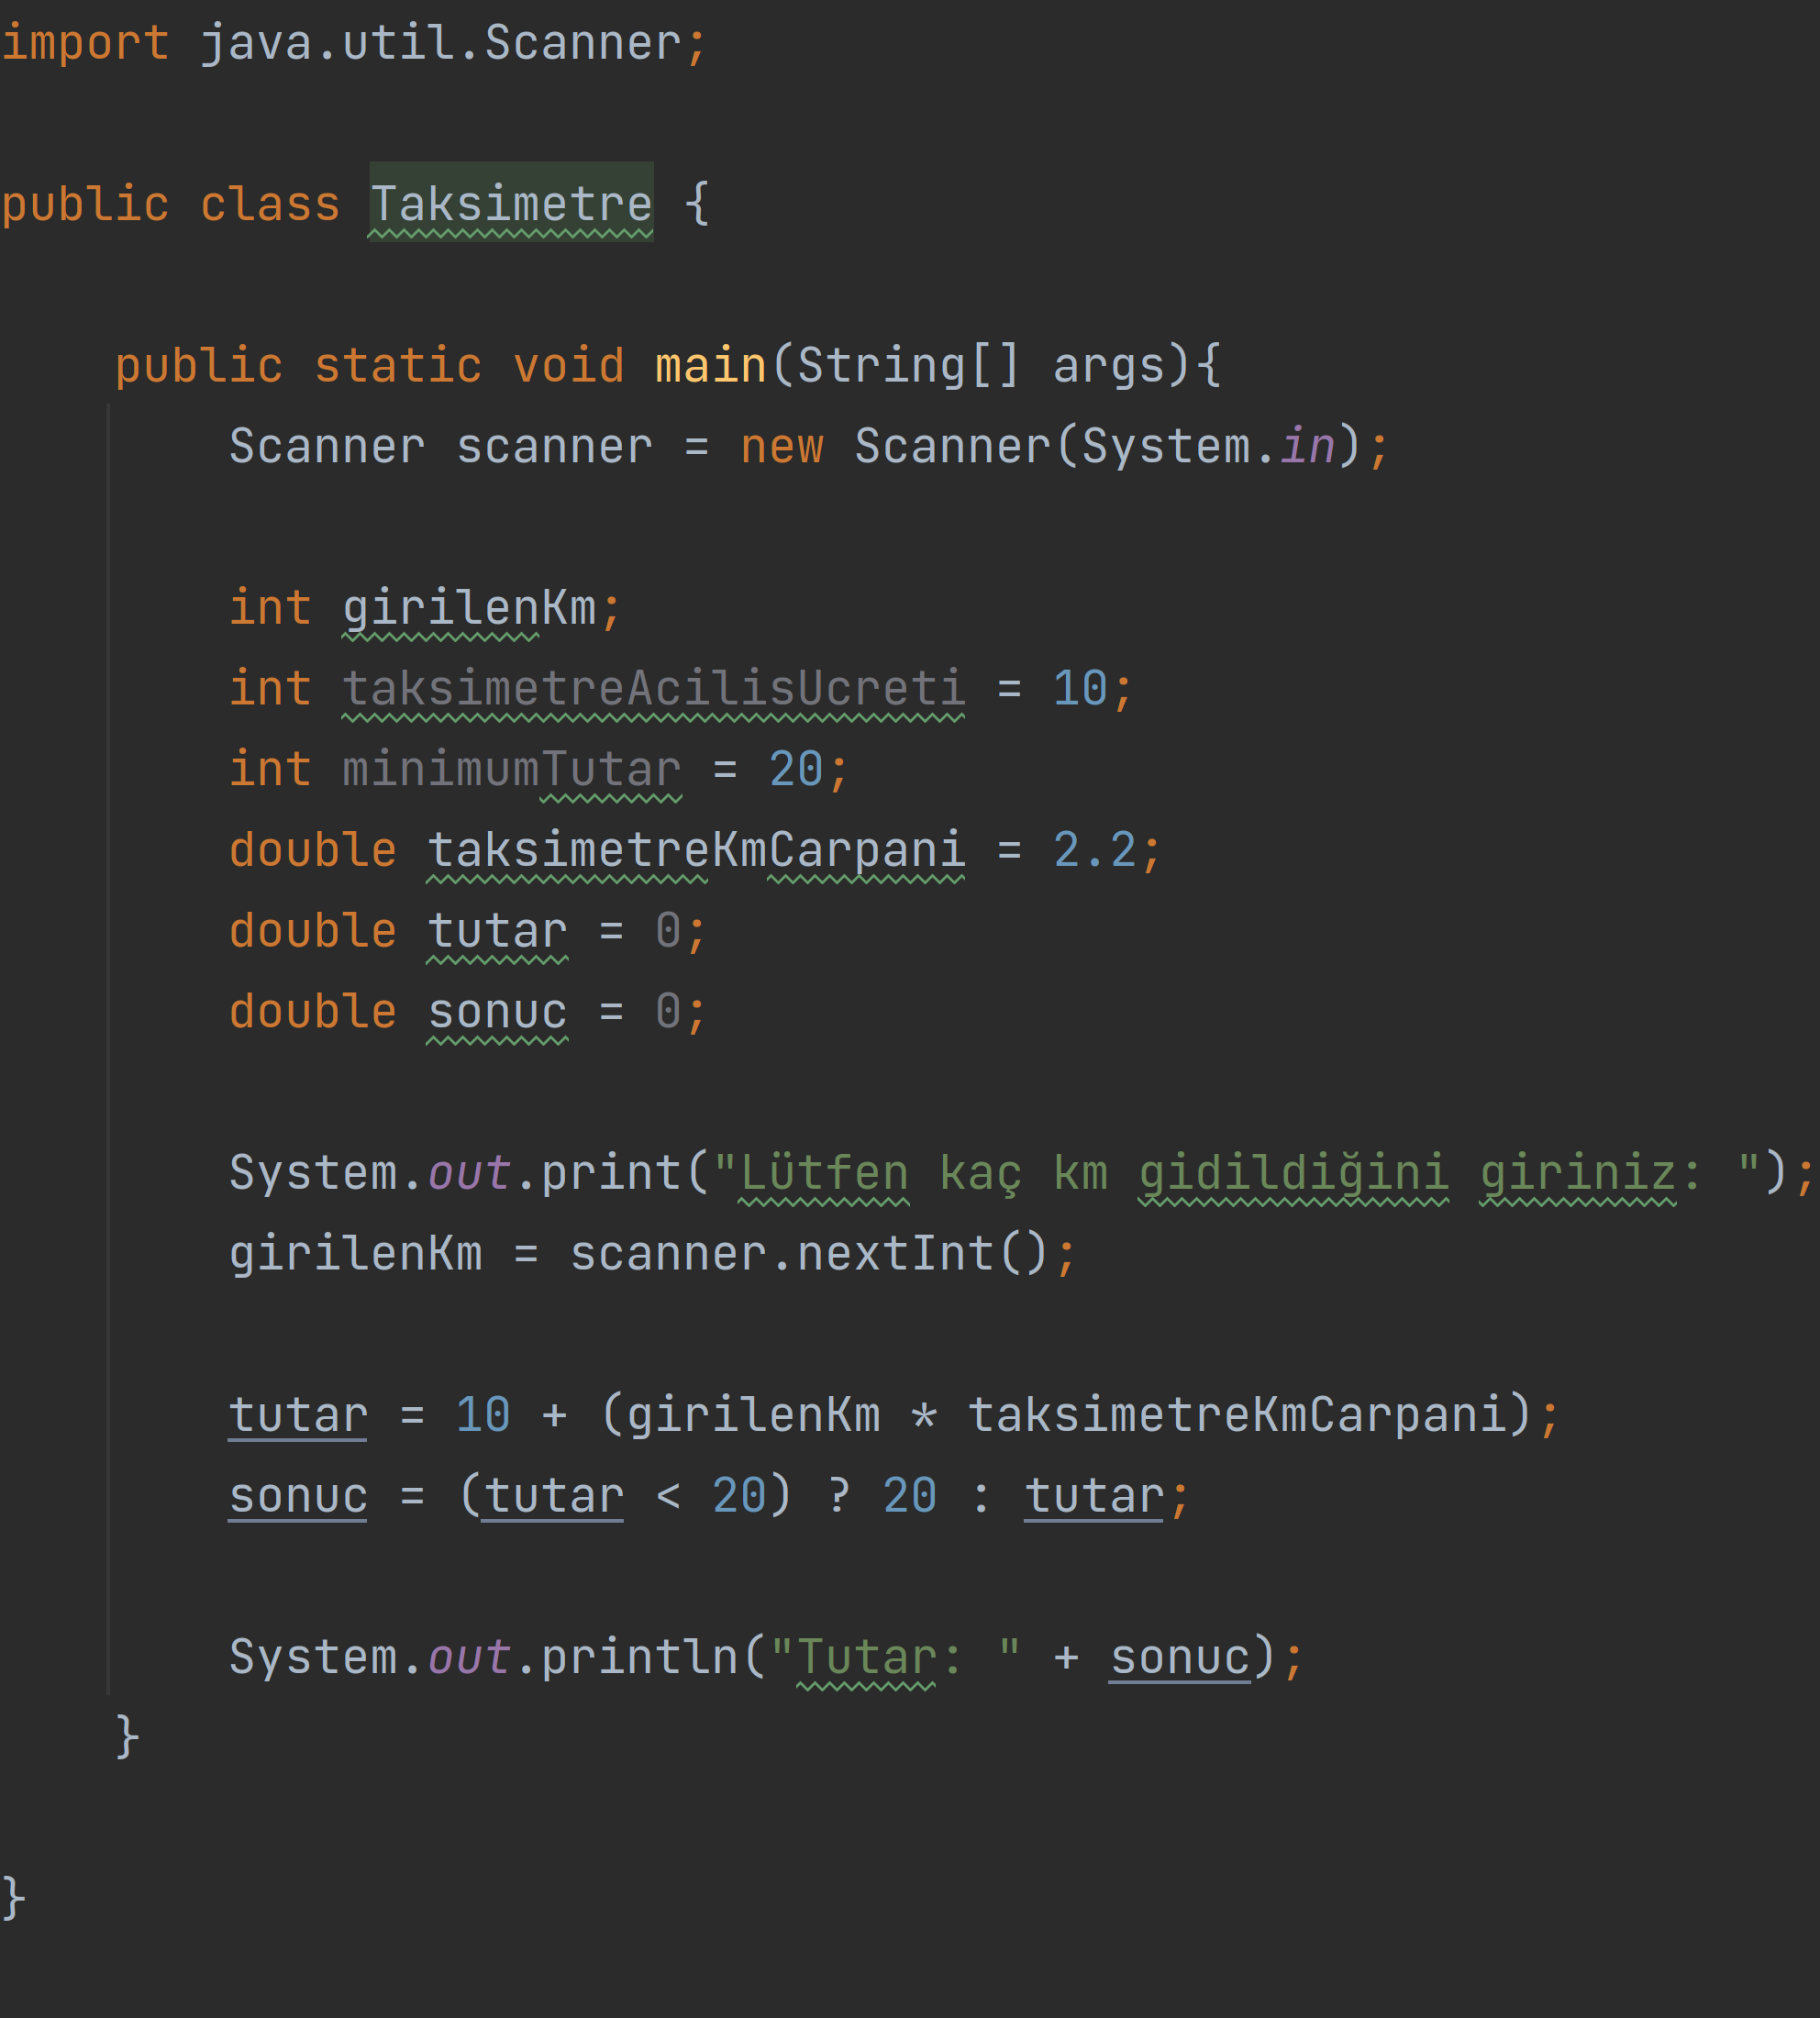 import java.util.Scanner;
public class Taksimetre {
public static void main(String[] args){
Scanner scanner = new Scanner(System.in);
int girilenKm;
int taksimetreAcilisUcreti = 10;
int minimumTutar = 20;
double taksimetreKmCarpani = 2.2;
double tutar = 0;
double sonuc = 0;
System.out.print("Lütfen kaç km gidildiğini giriniz: ");
girilenKm = scanner.nextInt();
tutar = 10 + (girilenKm * taksimetreKmCarpani);
sonuc = (tutar < 20) ? 20 : tutar;
System.out.println("Tutar: " + sonuc);
}
}